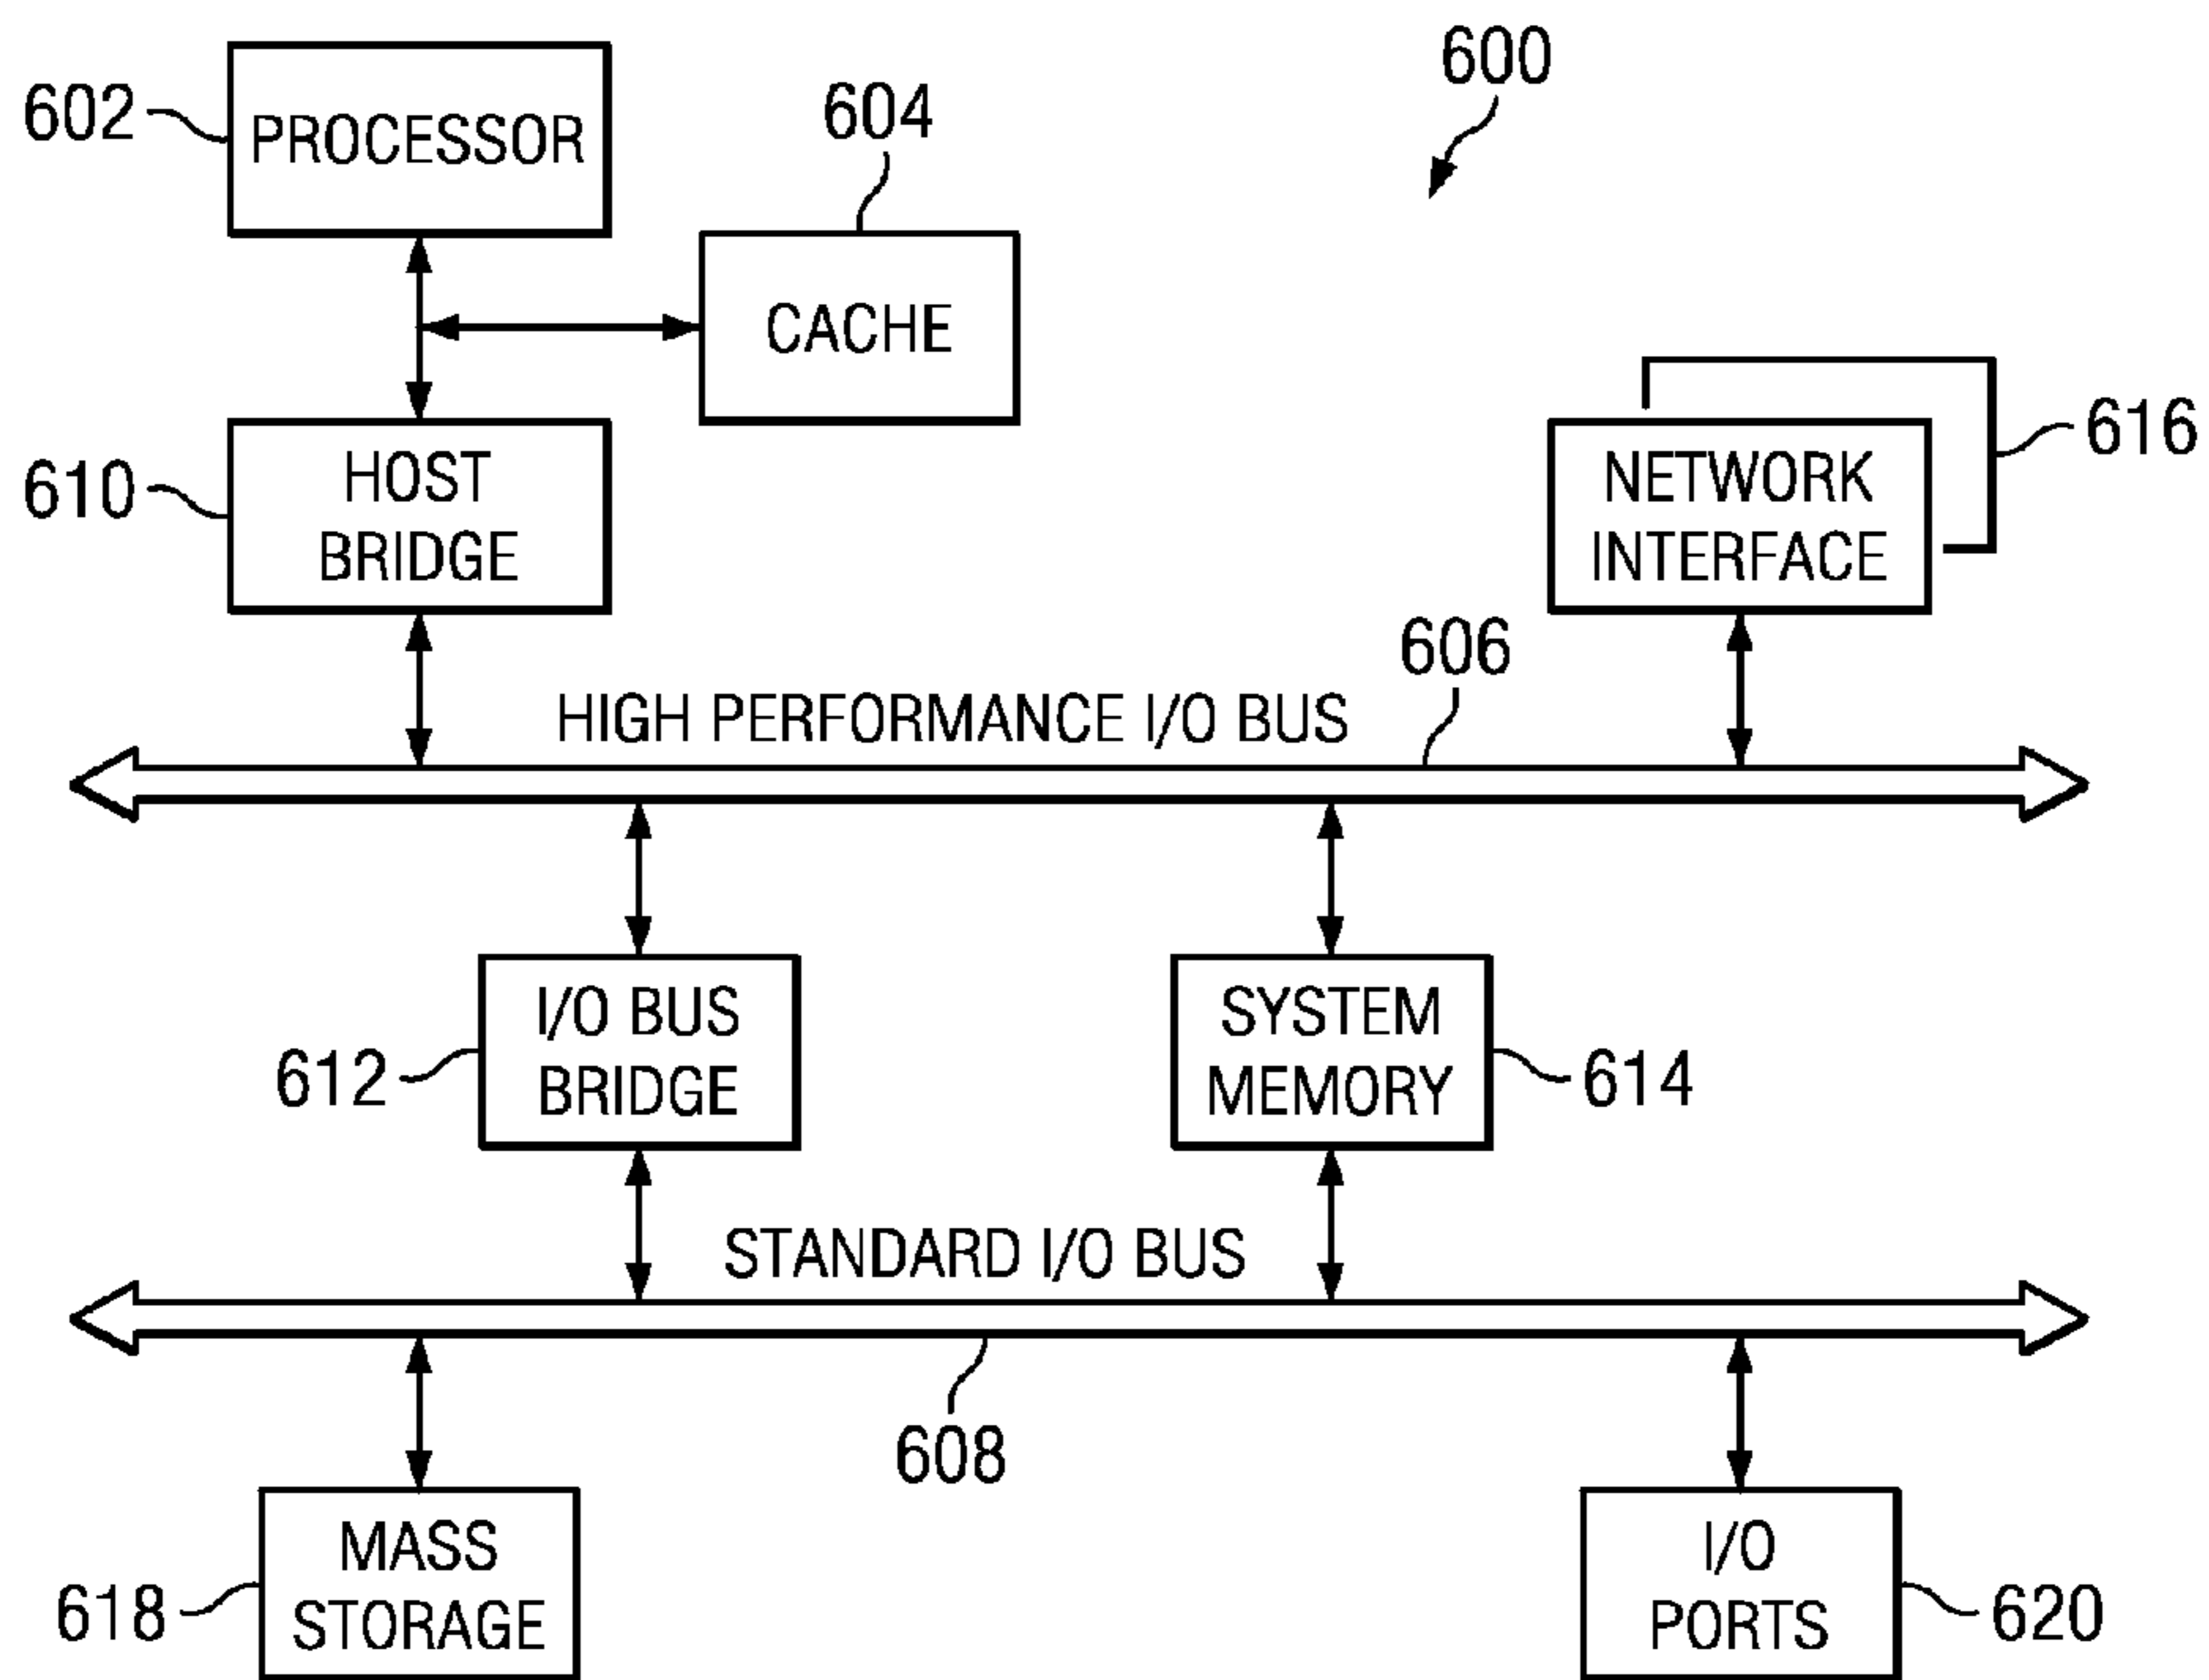 600
602
PROCESSOR
604
CACHE
610
HOST
BRIDGE
NETWORK
INTERFACE
616
606
HIGH PERFORMANCE I/O BUS
612
I/O BUS
BRIDGE
SYSTEM
MEMORY
614
STANDARD I/O BUS
608
618
MASS
STORAGE
I/O
PORTS
620